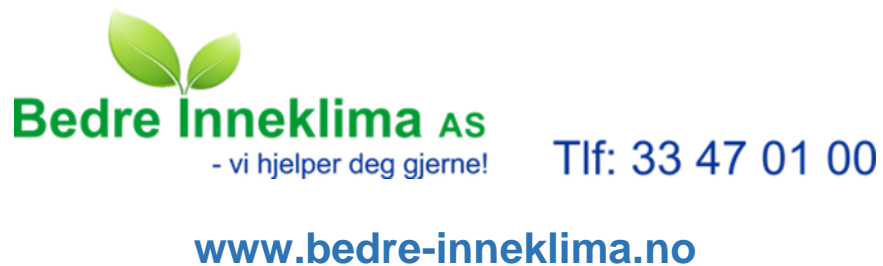 Bedre Inneklima AS
- vi hjelper deg gjerne!
Tlf: 33 47 01 00
www.bedre-inneklima.no